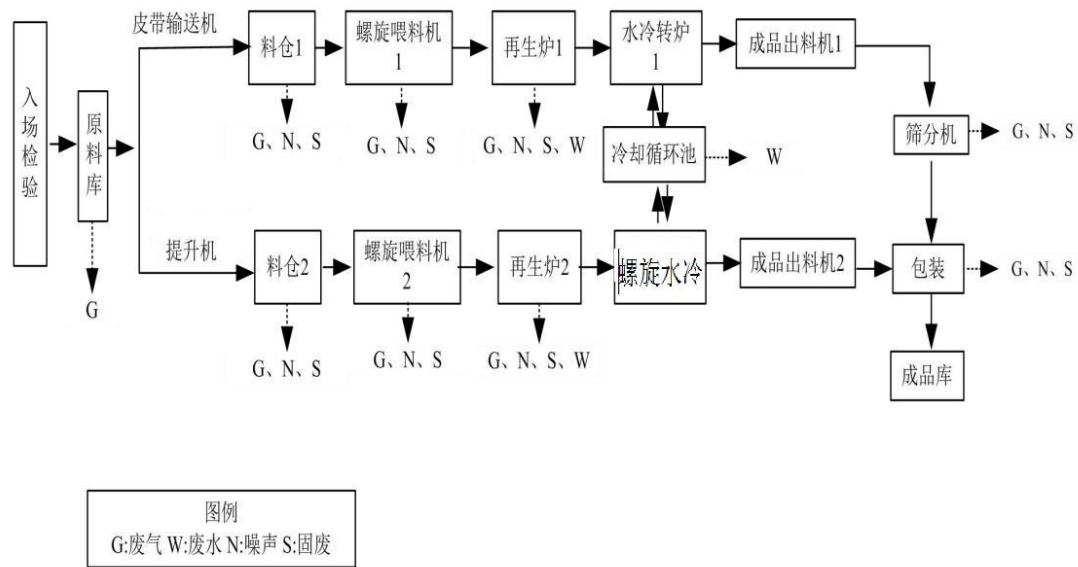 皮带输送机
料仓1
螺旋喂料机
1
再生炉1
水冷转炉
1
成品出料机1
入场检验
原料库
G、N、S
G、N、S
G、N、S、W
冷却循环池
W
筛分机
G、N、S
提升机
G
料仓2
螺旋喂料机
2
再生炉2
螺旋水冷
成品出料机2
包装
G、N、S
G、N、S
G、N、S
G、N、S、W
成品库
图例
G:废气 W:废水 N:噪声 S:固废